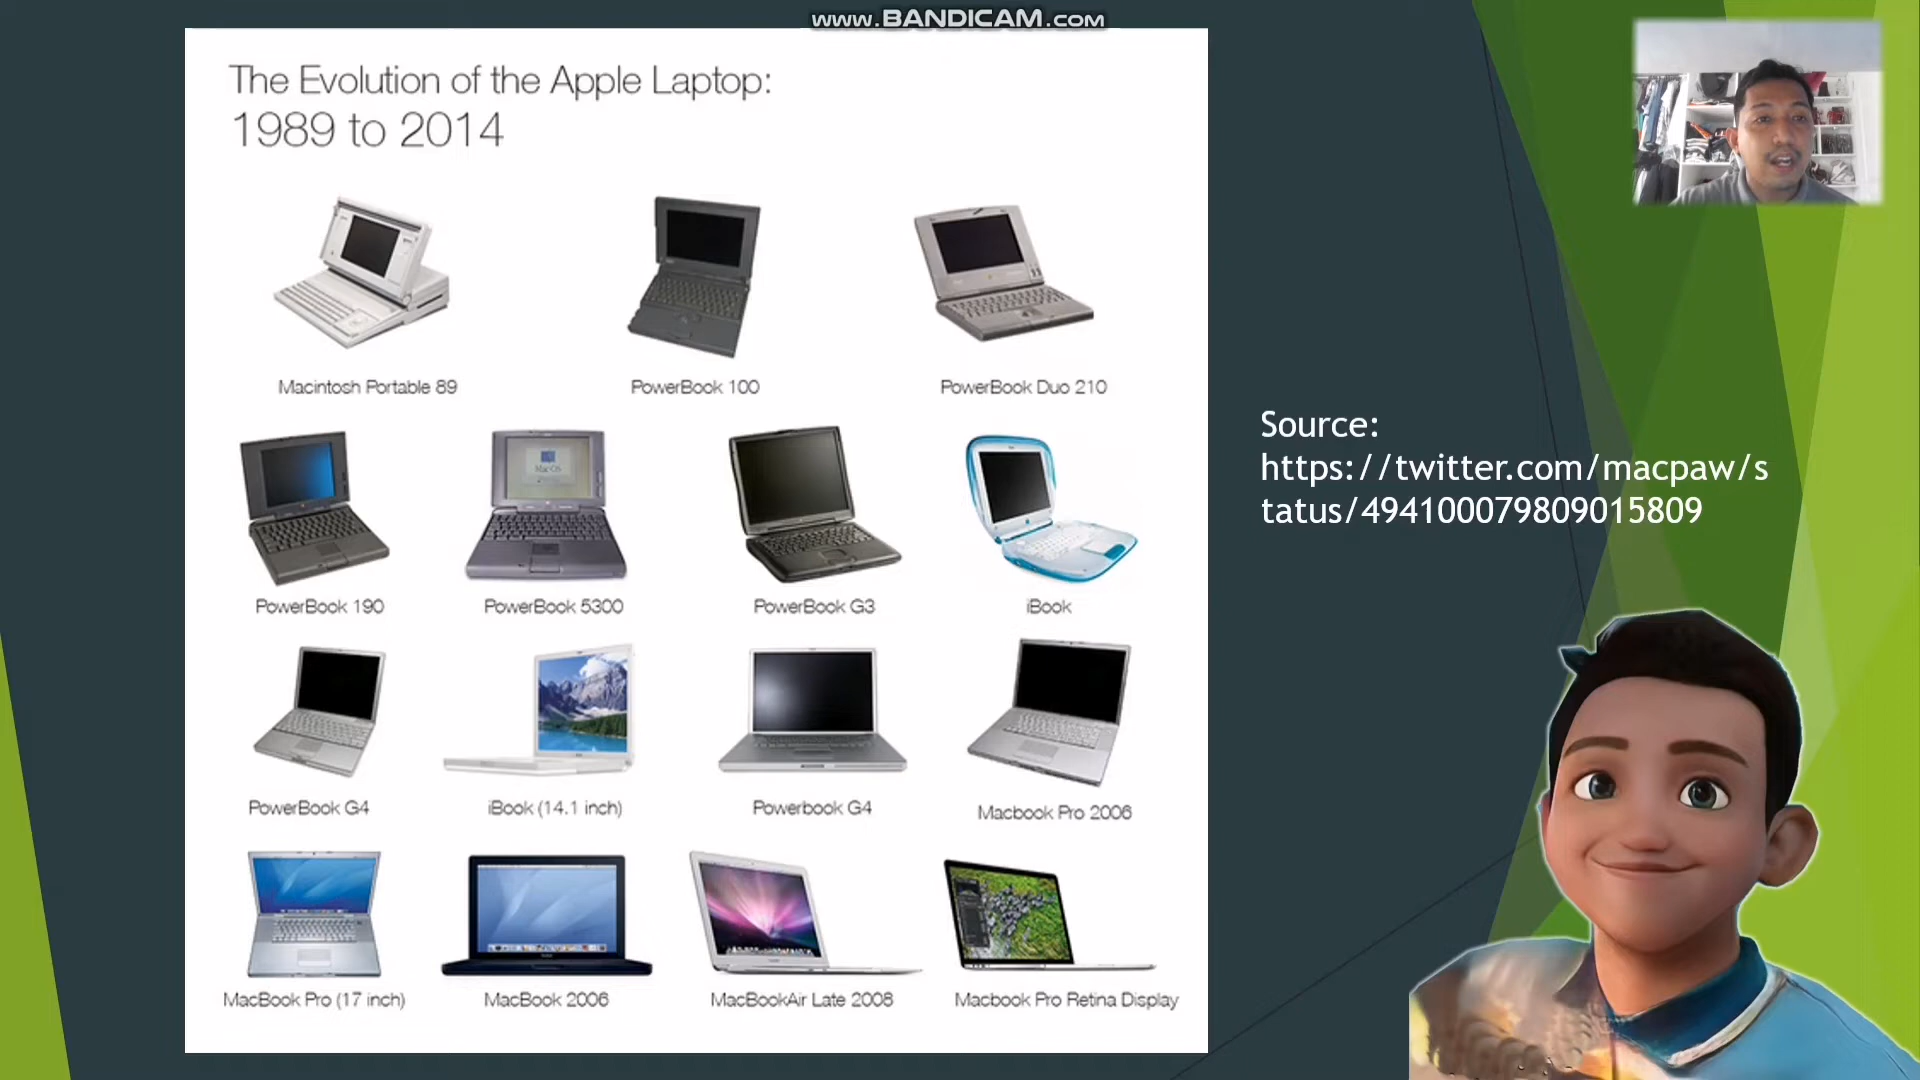 www.BANDICAM.com
The Evolution of the Apple Laptop:
1989 to 2014
Macintosh Portable 89
PowerBook 100
PowerBook Duo 210
PowerBook 190
PowerBook 5300
PowerBook G3
iBook
PowerBook G4
iBook (14.1 inch)
Powerbook G4
Macbook Pro 2006
MacBook Pro (17 inch)
MacBook 2006
MacBookAir Late 2008
Macbook Pro Retina Display
Source:
https://twitter.com/macpaw/s
tatus/494100079809015809